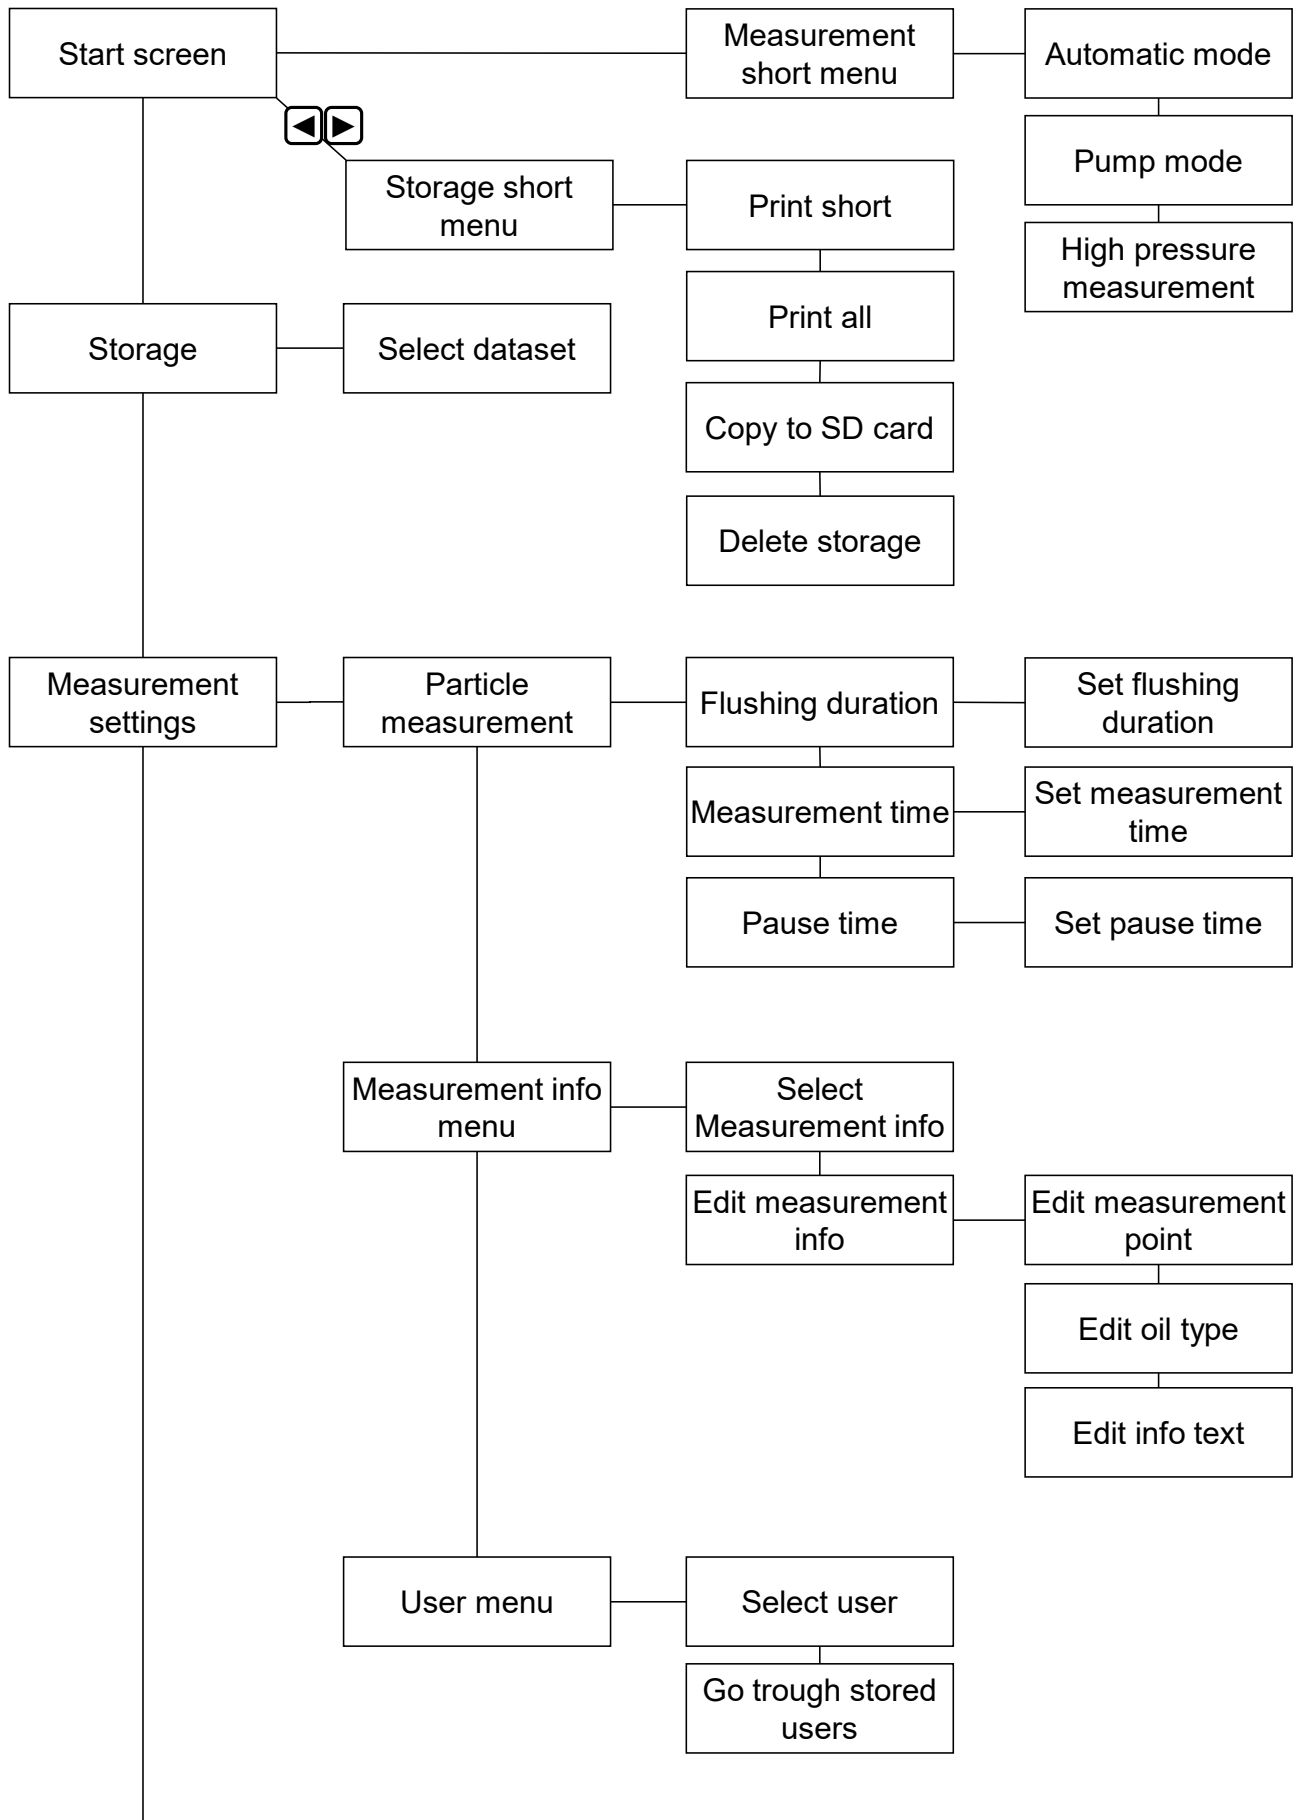 Start screen
Measurement
short menu
Automatic mode
Pump mode
High pressure
measurement
Storage short
menu
Print short
Print all
Copy to SD card
Delete storage
Storage
Select dataset
Measurement
settings
Particle
measurement
Flushing duration
Set flushing
duration
Measurement time
Set measurement
time
Pause time
Set pause time
Measurement info
menu
Select
Measurement info
Edit measurement
info
Edit measurement
point
Edit oil type
Edit info text
User menu
Select user
Go trough stored
users